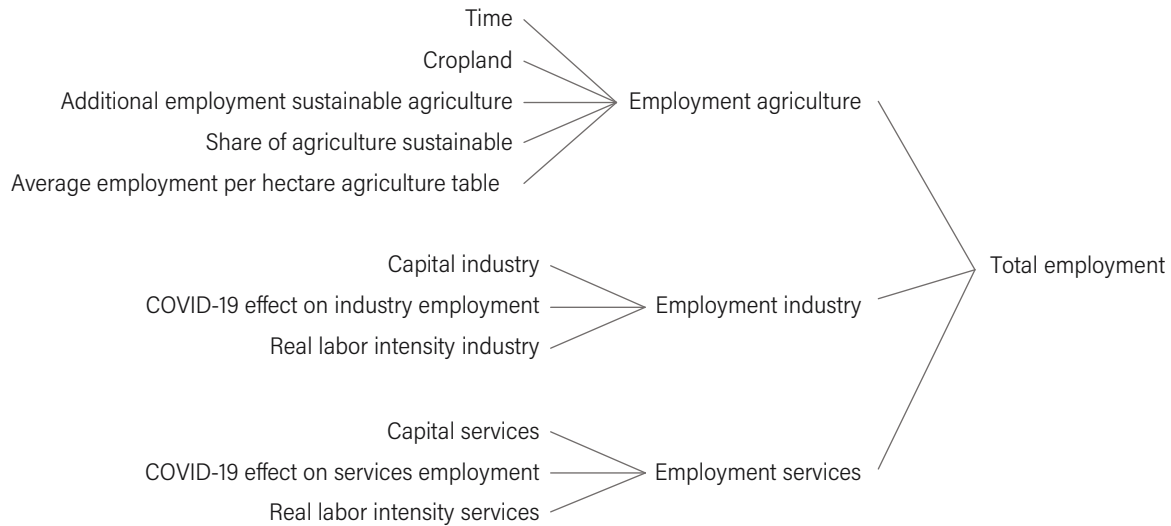 Time
Cropland
Additional employment sustainable agriculture
Share of agriculture sustainable
Average employment per hectare agriculture table
Employment agriculture
Capital industry
COVID-19 effect on industry employment
Real labor intensity industry
Employment industry
Capital services
COVID-19 effect on services employment
Real labor intensity services
Employment services
Total employment